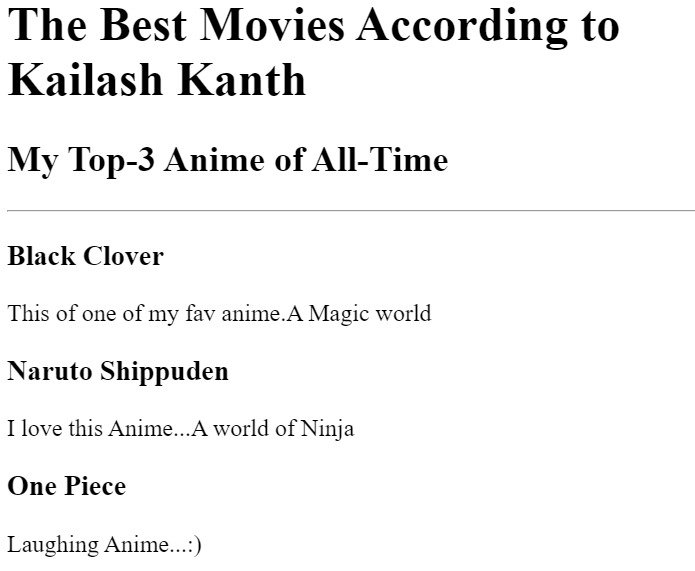 The Best Movies According to
Kailash Kanth
My Top-3 Anime of All-Time
Black Clover
This of one of my fav anime.A Magic world
Naruto Shippuden
I love this Anime...A world of Ninja
One Piece
Laughing Anime...:)